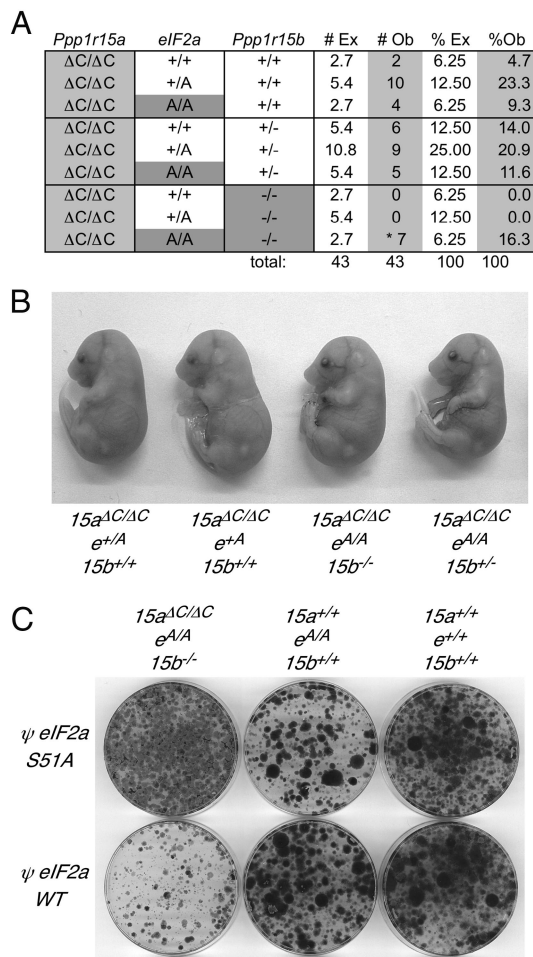 A
Ppp1r15a eIF2a Ppp1r15b # Ex # Ob % Ex %Ob
ΔC/ΔC +/+ +/+ 2.7 2 6.25 4.7
ΔC/ΔC +/A +/+ 5.4 10 12.50 23.3
ΔC/ΔC A/A +/+ 2.7 4 6.25 9.3
ΔC/ΔC +/+ +/- 5.4 6 12.50 14.0
ΔC/ΔC +/A +/- 10.8 9 25.00 20.9
ΔC/ΔC A/A +/- 5.4 5 12.50 11.6
ΔC/ΔC +/+ -/- 2.7 0 6.25 0.0
ΔC/ΔC +/A -/- 5.4 0 12.50 0.0
ΔC/ΔC A/A -/- 2.7 * 7 6.25 16.3
total: 43 43 100 100
B
15aΔC/ΔC 15aΔC/ΔC 15aΔC/ΔC 15aΔC/ΔC
e+/A e+A eA/A eA/A
15b+/+ 15b+/+ 15b-/- 15b+/-
C
15aΔC/ΔC 15a+/+ 15a+/+
eA/A eA/A e+/+
15b-/- 15b+/+ 15b+/+
ψ eIF2a
S51A
ψ eIF2a
WT